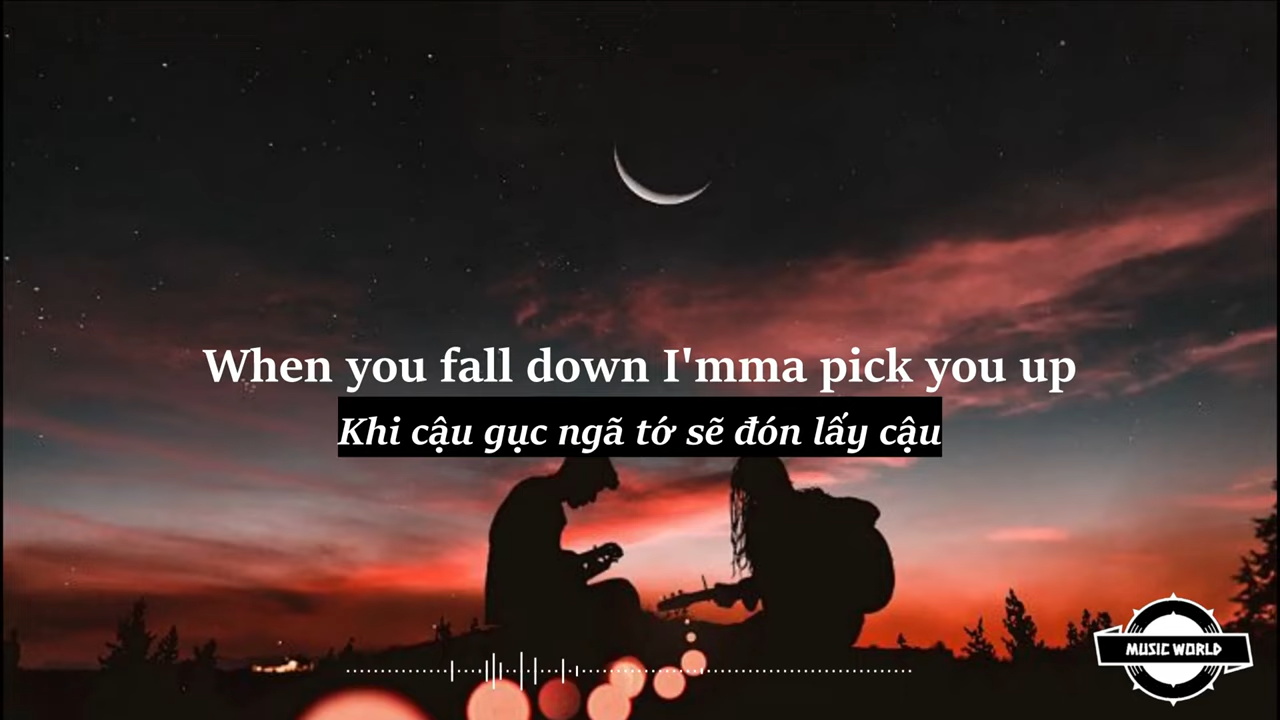 When you fall down I'mma pick you up
Khi cậu gục ngã tớ sẽ đón lấy cậu
MUSIC WORLD